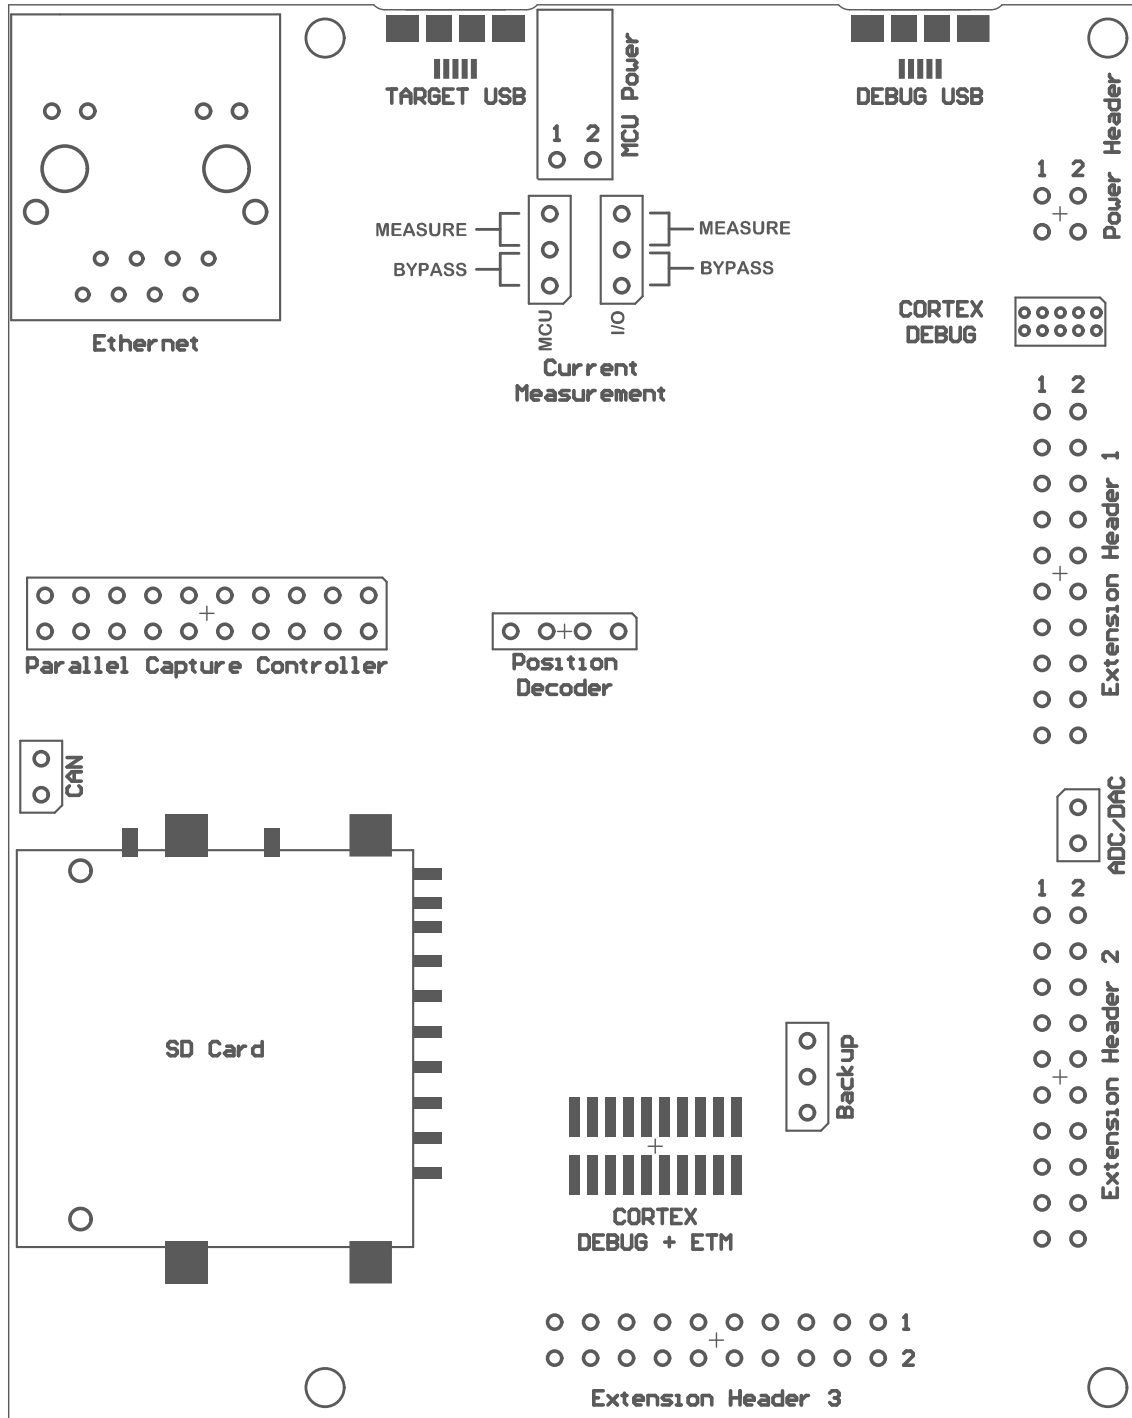 TARGET USB
1 2
MCU Power
DEBUG USB
1 2
Power Header
MEASURE
BYPASS
MEASURE
BYPASS
MCU
I/O
Current
Measurement
Ethernet
CORTEX
DEBUG
1 2
Extension Header 1
Parallel Capture Controller
Position
Decoder
CAN
ADC/DAC
1 2
Extension Header 2
SD Card
Backup
CORTEX
DEBUG + ETM
1
2
Extension Header 3